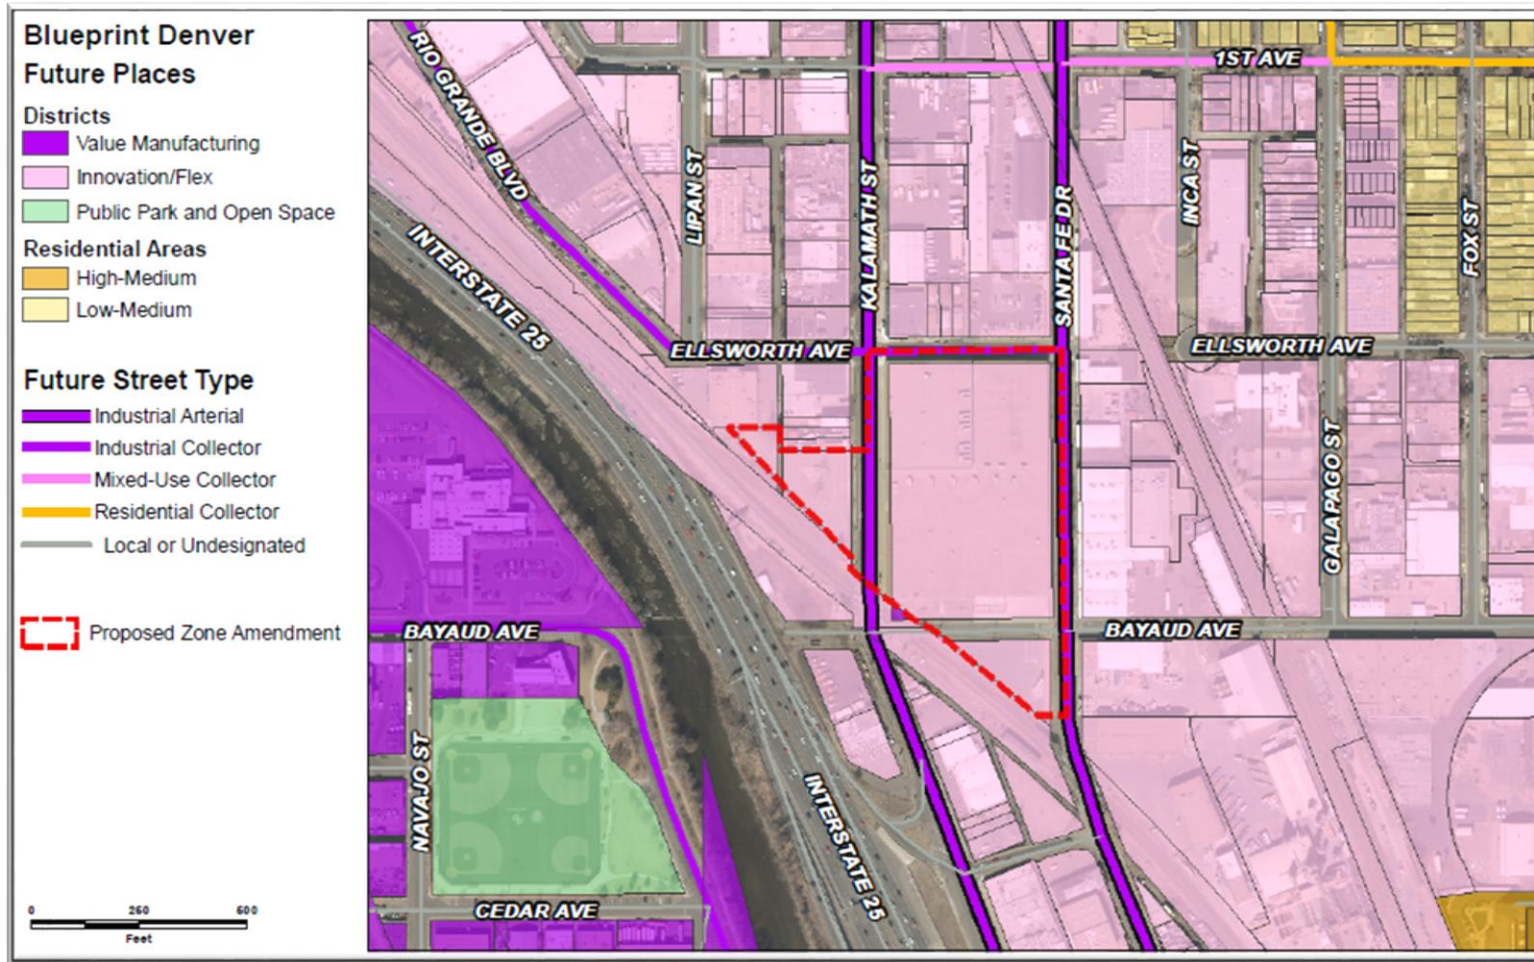 Blueprint Denver
Future Places
Districts
Value Manufacturing
Innovation/Flex
Public Park and Open Space
Residential Areas
High-Medium
Low-Medium
Future Street Type
Industrial Arterial
Industrial Collector
Mixed-Use Collector
Residential Collector
Local or Undesignated
Proposed Zone Amendment
0 260 600
Feet
RIO GRANDE BLVD
1ST AVE
LIPAN ST
KALAMATH ST
SANTA FE DR
INCA ST
FOX ST
INTERSTATE 25
ELLSWORTH AVE
ELLSWORTH AVE
GALAPAGO ST
BAYAUD AVE
BAYAUD AVE
NAVAJO ST
INTERSTATE 25
CEDAR AVE